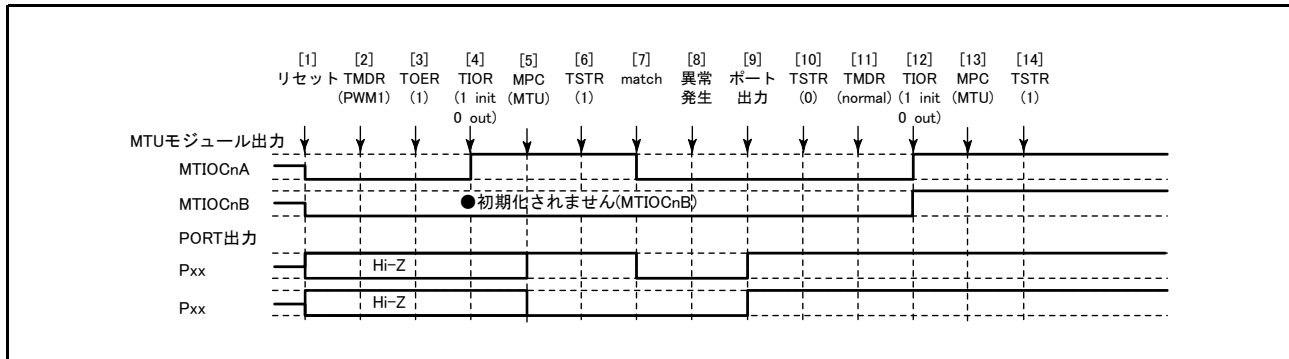 [1] [2] [3] [4] [5] [6] [7] [8] [9] [10] [11] [12] [13] [14]
リセット TMDR TOER TIOR MPC TSTR match 異常 ポート TSTR TMDR TIOR MPC TSTR
(PWM1) (1) (1 init (MTU) (1) 発生 出力 (0) (normal) (1 init (MTU) (1)
0 out) 0 out)
MTUモジュール出力
MTIOCnA
MTIOCnB ●初期化されません(MTIOCnB)
PORT出力
Pxx Hi-Z
Pxx Hi-Z